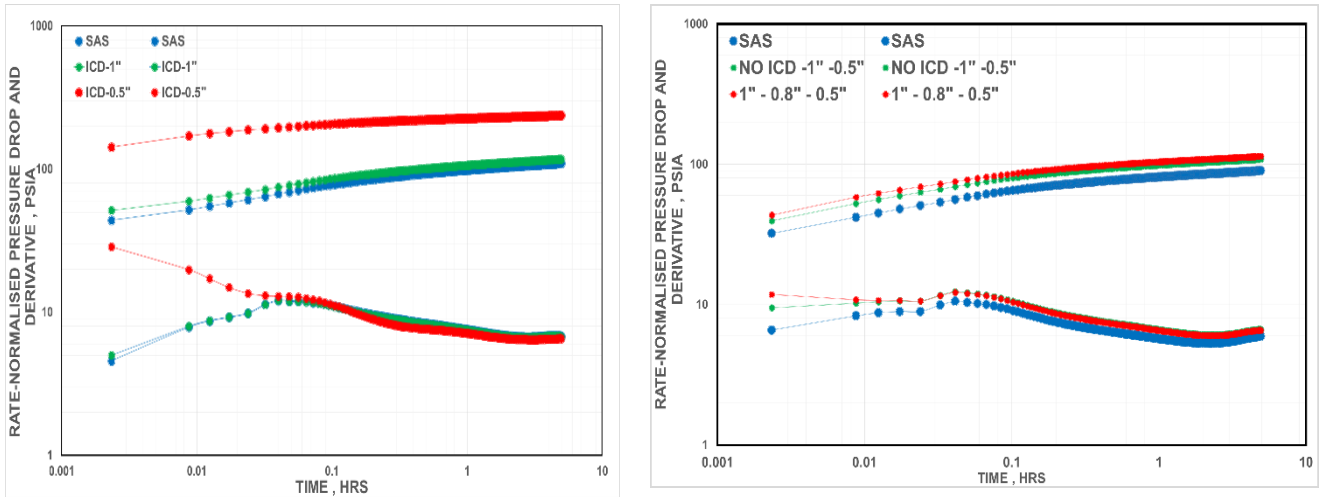 RATE-NORMALISED PRESSURE DROP AND
DERIVATIVE , PSIA
1000
100
10
1
SAS SAS
ICD-1" ICD-1"
ICD-0.5" ICD-0.5"
0.001 0.01 0.1 1 10
TIME , HRS
RATE-NORMALISED PRESSURE DROP AND
DERIVATIVE , PSIA
1000
100
10
1
SAS SAS
NO ICD -1" -0.5" NO ICD -1" -0.5"
1" - 0.8" - 0.5" 1" - 0.8" - 0.5"
0.001 0.01 0.1 1 10
TIME , HRS